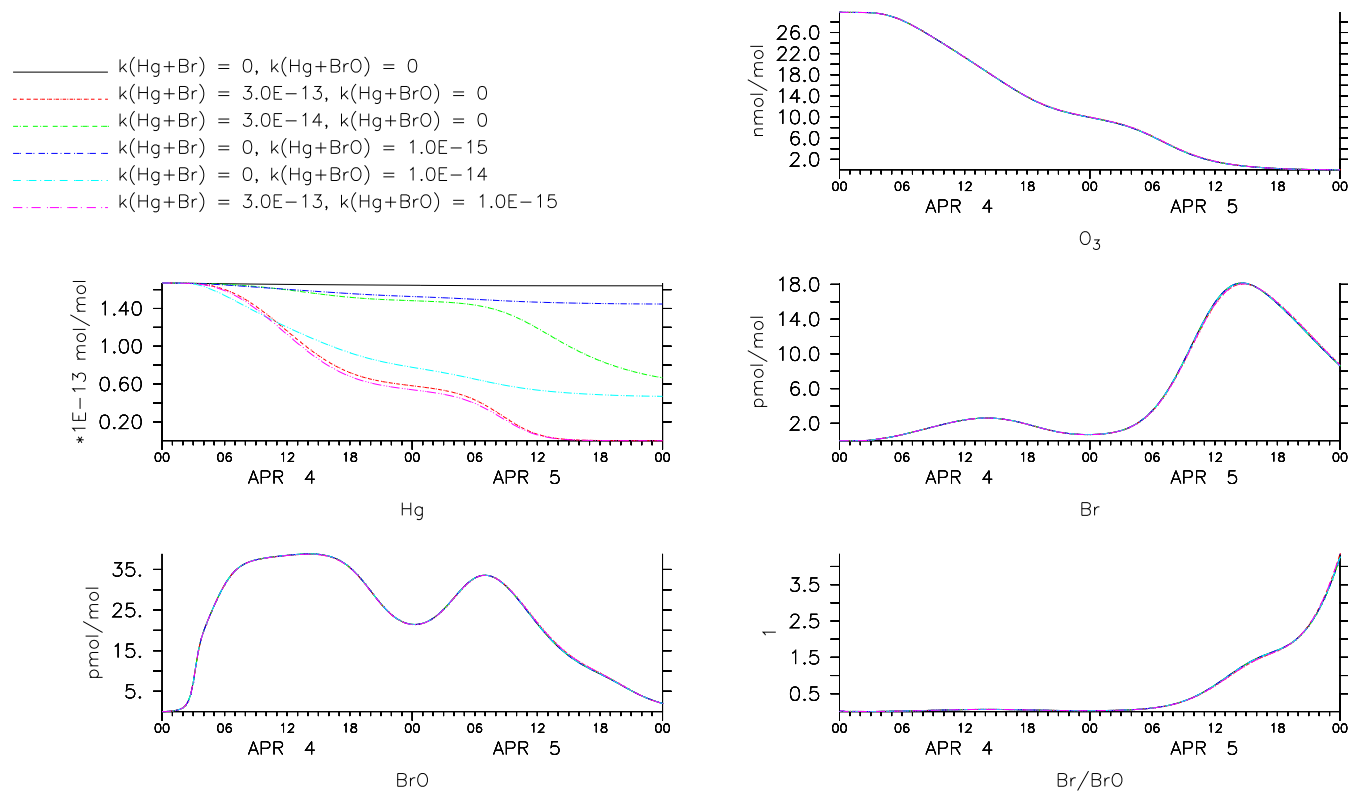 k(Hg+Br) = 0, k(Hg+BrO) = 0
k(Hg+Br) = 3.0E-13, k(Hg+BrO) = 0
k(Hg+Br) = 3.0E-14, k(Hg+BrO) = 0
k(Hg+Br) = 0, k(Hg+BrO) = 1.0E-15
k(Hg+Br) = 0, k(Hg+BrO) = 1.0E-14
k(Hg+Br) = 3.0E-13, k(Hg+BrO) = 1.0E-15
nmol/mol
26.0
22.0
18.0
14.0
10.0
6.0
2.0
00 06 12 18 00 06 12 18 00
APR 4 APR 5
O3
*1E-13 mol/mol
1.40
1.00
0.60
0.20
00 06 12 18 00 06 12 18 00
APR 4 APR 5
Hg
pmol/mol
18.0
14.0
10.0
6.0
2.0
00 06 12 18 00 06 12 18 00
APR 4 APR 5
Br
pmol/mol
35.
25.
15.
5.
00 06 12 18 00 06 12 18 00
APR 4 APR 5
BrO
1
3.5
2.5
1.5
0.5
00 06 12 18 00 06 12 18 00
APR 4 APR 5
Br/BrO